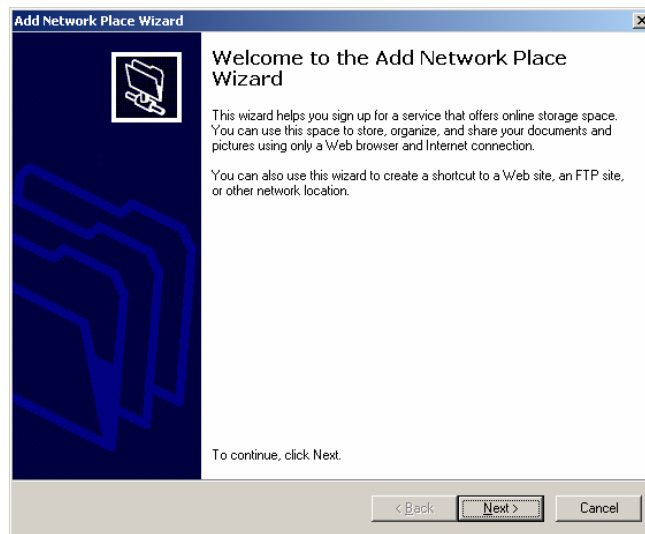 Add Network Place Wizard
Welcome to the Add Network Place
Wizard
This wizard helps you sign up for a service that offers online storage space.
You can use this space to store, organize, and share your documents and
pictures using only a Web browser and Internet connection.
You can also use this wizard to create a shortcut to a Web site, an FTP site,
or other network location.
To continue, click Next.
< Back Next > Cancel